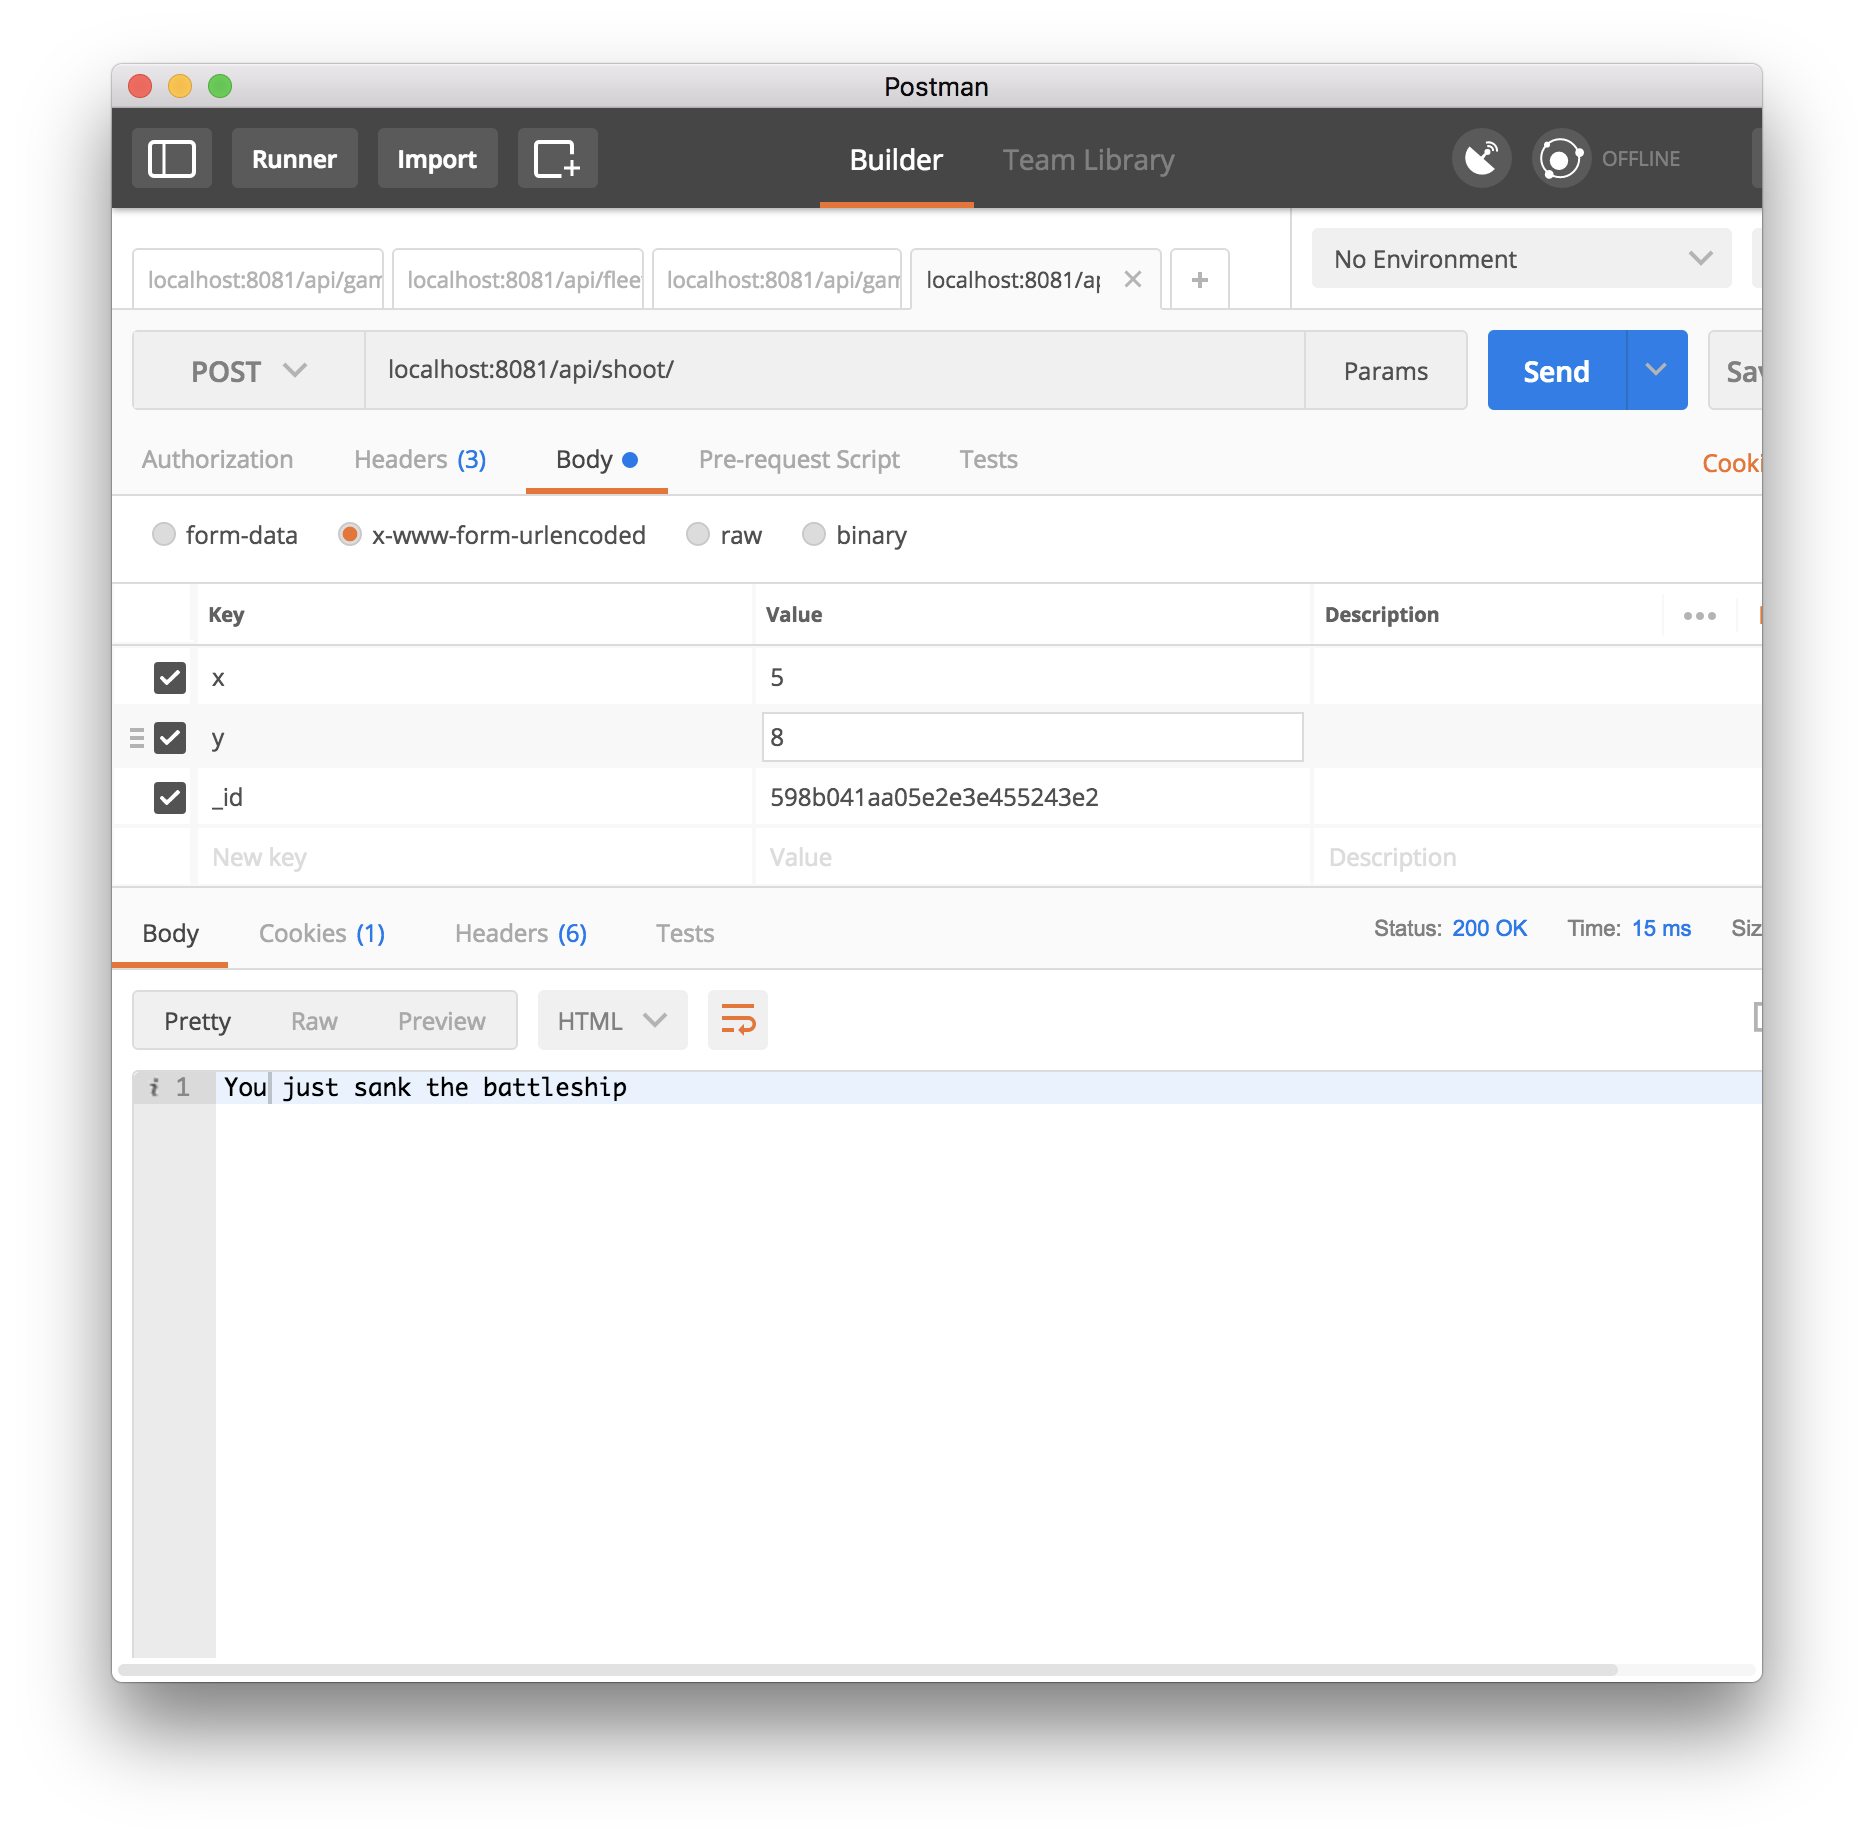 Postman
Runner Import Builder Team Library OFFLINE
localhost:8081/api/gam localhost:8081/api/flee localhost:8081/api/gam localhost:8081/ap + No Environment
POST localhost:8081/api/shoot/ Params Send Sav
Authorization Headers (3) Body Pre-request Script Tests Cooki
form-data x-www-form-urlencoded raw binary
Key Value Description
x 5
y 8
_id 598b041aa05e2e3e455243e2
New key Value Description
Body Cookies (1) Headers (6) Tests Status: 200 OK Time: 15 ms Siz
Pretty Raw Preview HTML
i 1 You just sank the battleship